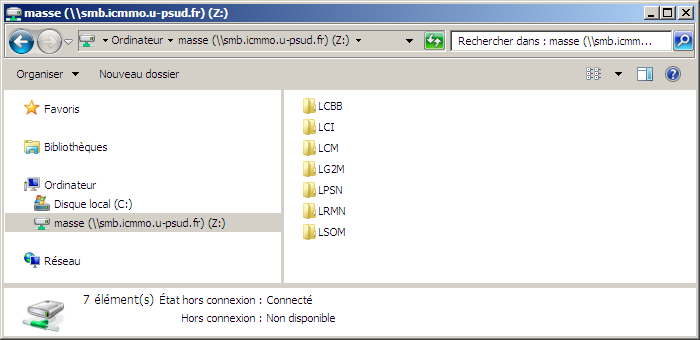 masse (\\smb.icmmo.u-psud.fr) (Z:)
Ordinateur masse (\\smb.icmmo.u-psud.fr) (Z:) Rechercher dans : masse (\\smb.icmm...
Organiser Nouveau dossier
Favoris
Bibliothèques
Ordinateur
Disque local (C:)
masse (\\smb.icmmo.u-psud.fr) (Z:)
Réseau
LCBB
LCI
LCM
LG2M
LPSN
LRMN
LSOM
7 élément(s) État hors connexion : Connecté
Hors connexion : Non disponible